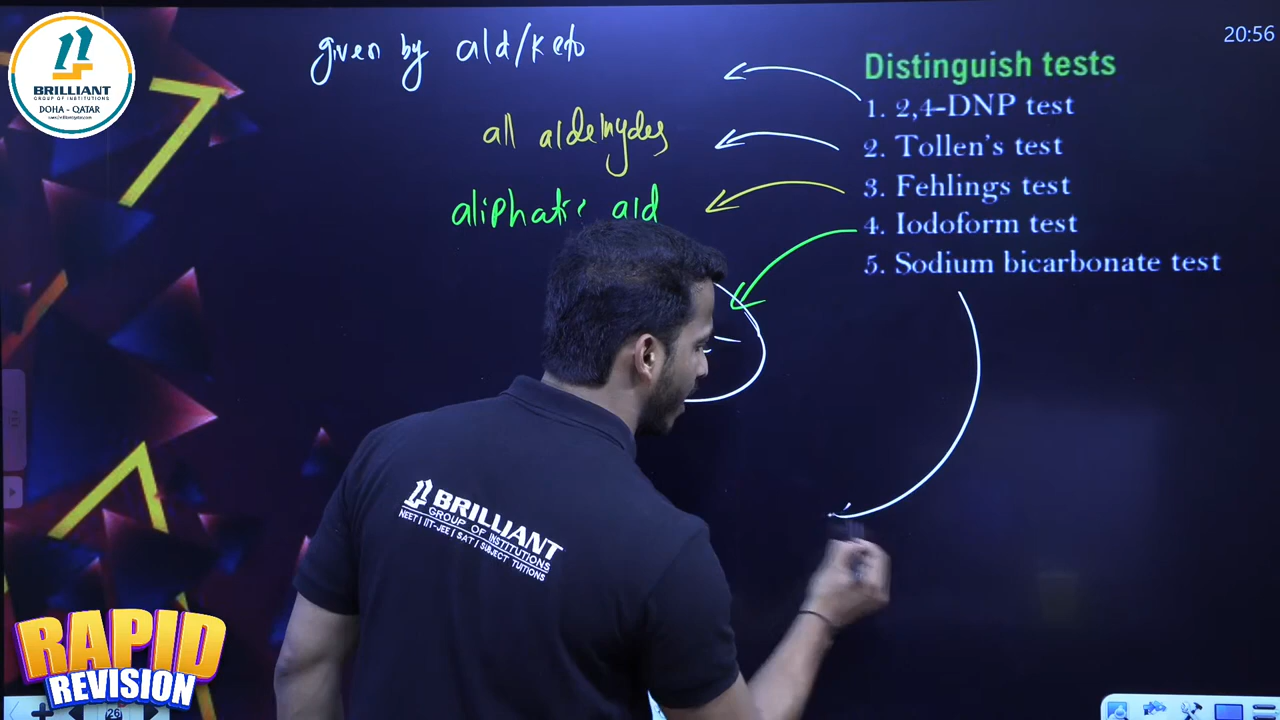 BRILLIANT
GROUP OF INSTITUTIONS
DOHA - QATAR
20:56
given by ald/keto
all aldehydes
aliphatic ald
Distinguish tests
1. 2,4-DNP test
2. Tollen's test
3. Fehlings test
4. Iodoform test
5. Sodium bicarbonate test
BRILLIANT
GROUP OF INSTITUTIONS
NEET | IIT-JEE | SAT | SUBJECT TUITIONS
RAPID
REVISION
26